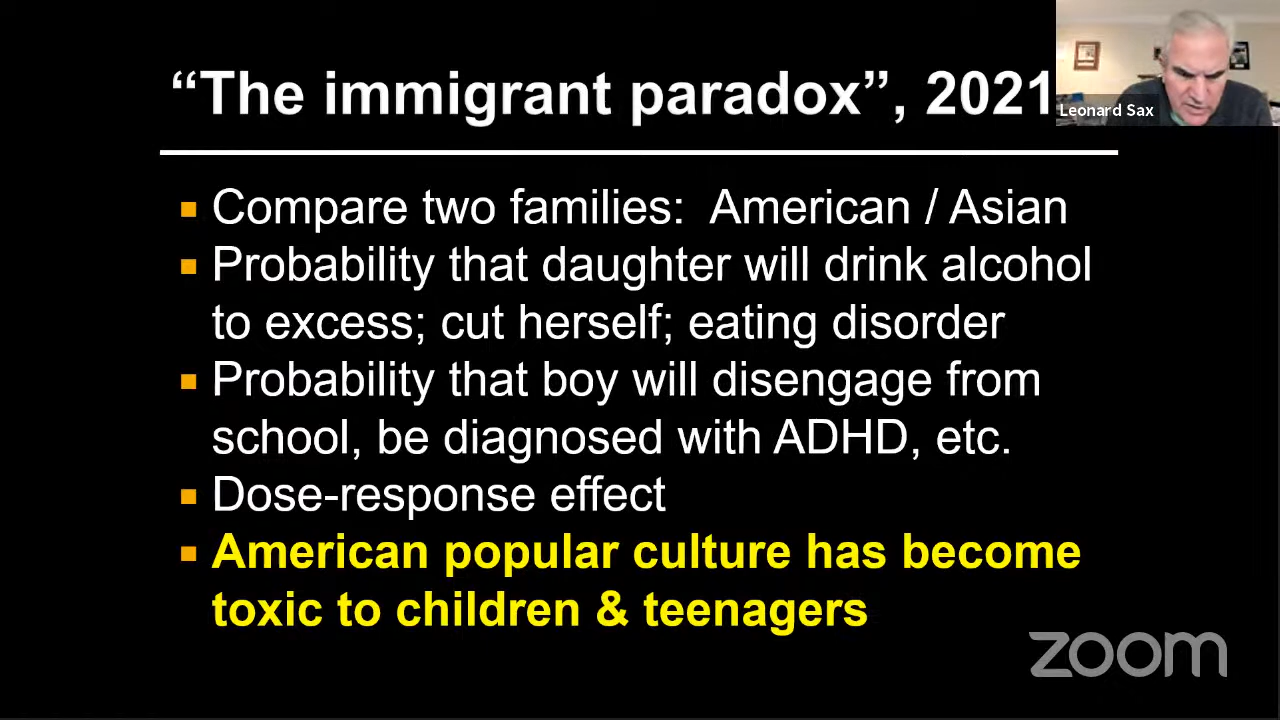 “The immigrant paradox”, 2021
Leonard Sax
■ Compare two families:  American / Asian
■ Probability that daughter will drink alcohol
to excess; cut herself; eating disorder
■ Probability that boy will disengage from
school, be diagnosed with ADHD, etc.
■ Dose-response effect
■ American popular culture has become
toxic to children & teenagers
zoom